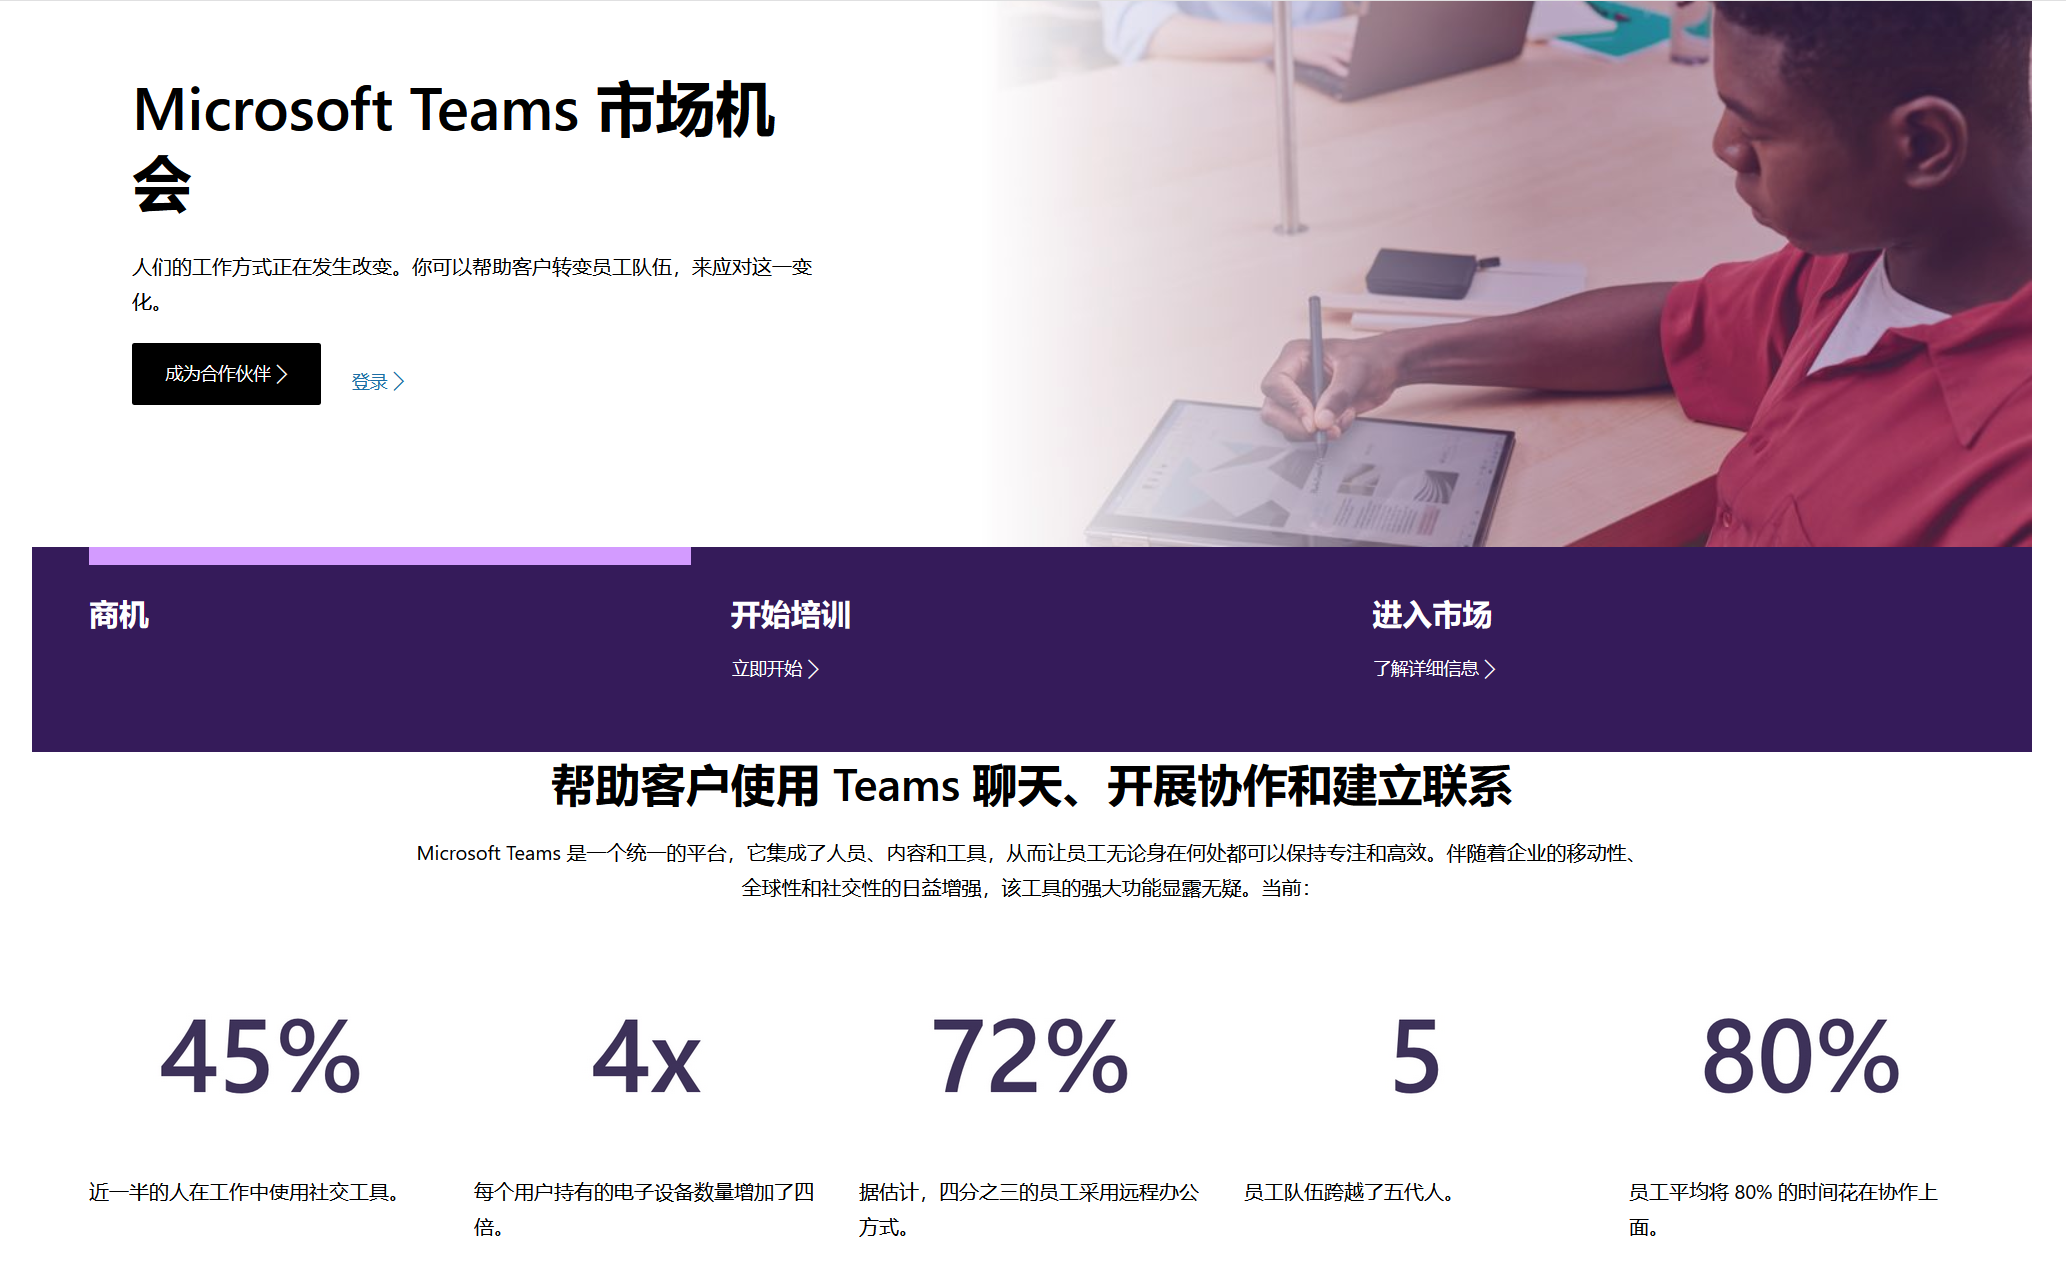 Microsoft Teams 市场机
会
人们的工作方式正在发生改变。你可以帮助客户转变员工队伍，来应对这一变
化。
成为合作伙伴
登录
商机
开始培训
进入市场
立即开始
了解详细信息
帮助客户使用 Teams 聊天、开展协作和建立联系
Microsoft Teams 是一个统一的平台，它集成了人员、内容和工具，从而让员工无论身在何处都可以保持专注和高效。伴随着企业的移动性、
全球性和社交性的日益增强，该工具的强大功能显露无疑。当前：
45%
4x
72%
5
80%
近一半的人在工作中使用社交工具。
每个用户持有的电子设备数量增加了四
倍。
据估计，四分之三的员工采用远程办公
方式。
员工队伍跨越了五代人。
员工平均将 80% 的时间花在协作上
面。